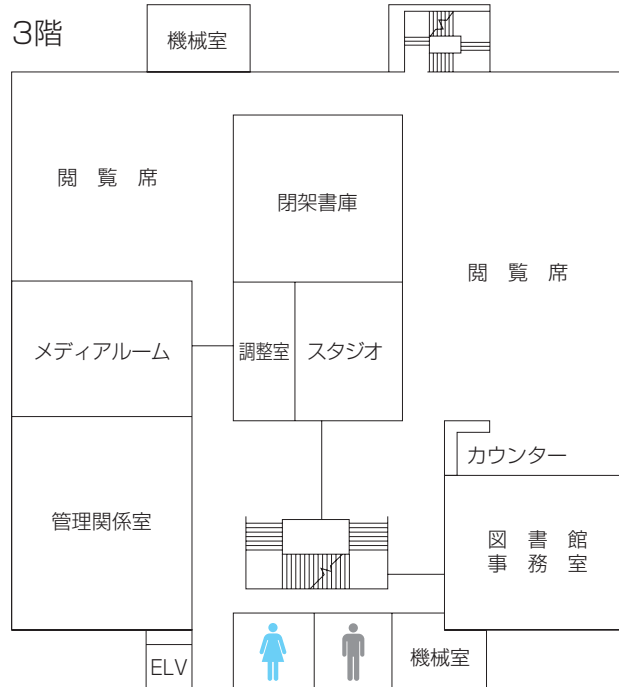 3階
機械室
閲覧席
閉架書庫
閲覧席
メディアルーム
調整室
スタジオ
カウンター
管理関係室
図書館
事務室
ELV
機械室